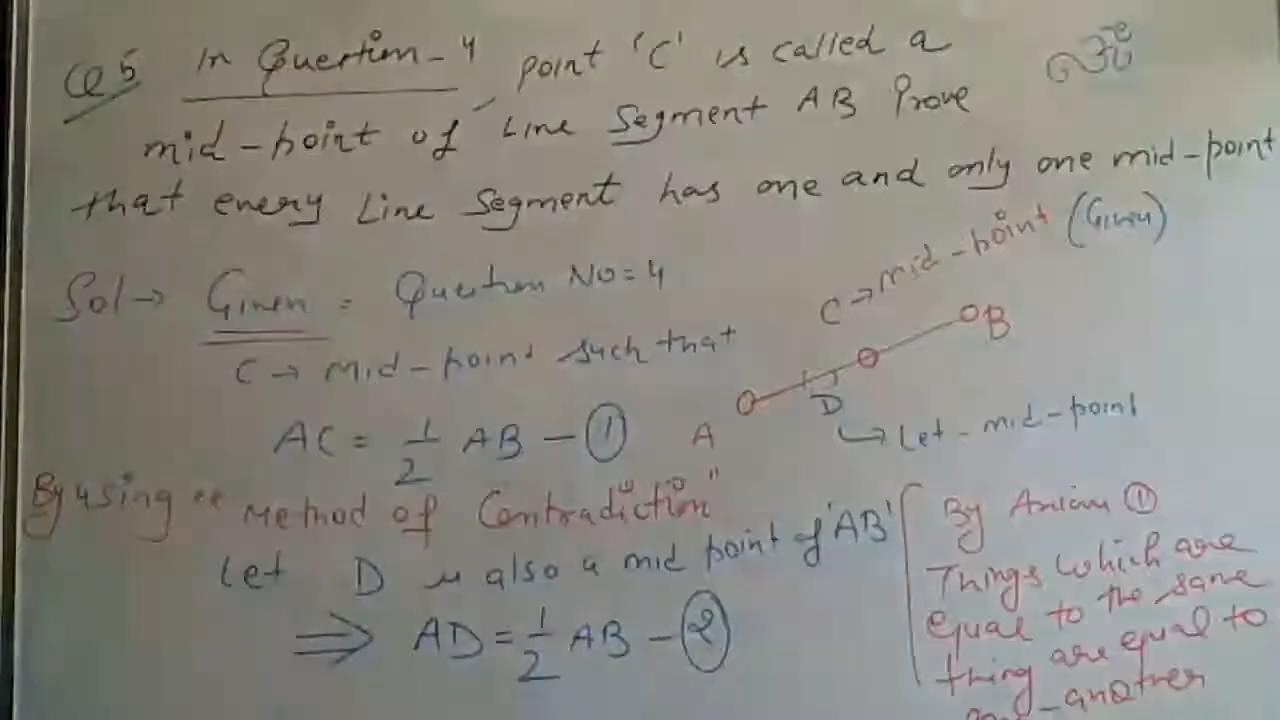 Q5 In Question-4, point 'C' is called a
mid-point of Line Segment AB Prove
that every Line Segment has one and only one mid-point
Sol→ Given = Question No=4
C → Mid-point such that
AC = 1/2 AB - ①
C → mid-point (Given)
A
B
D
↳ Let - mid-point
By using "Method of Contradiction"
Let D is also a mid point of 'AB'
⇒ AD = 1/2 AB - ②
By Axiom ①
Things which are
equal to the same
thing are equal to
one-another